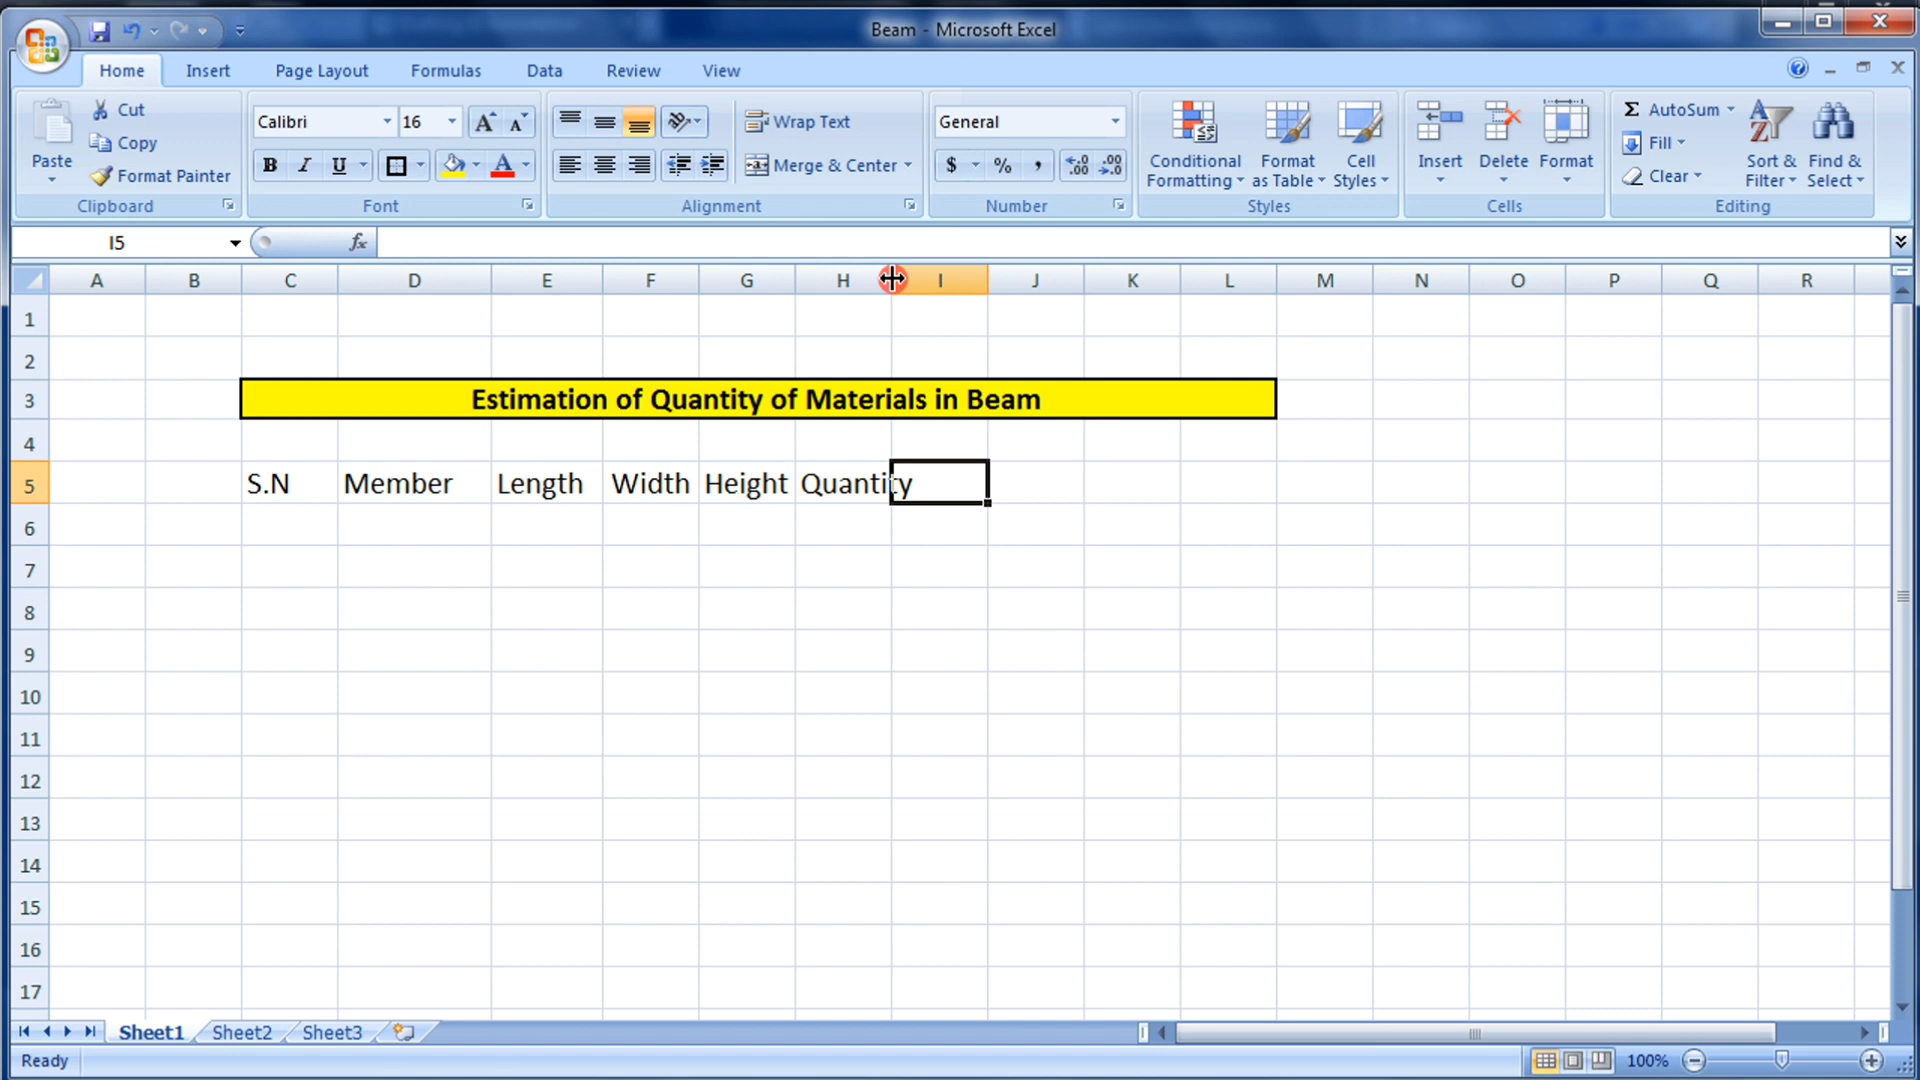 Beam - Microsoft Excel
Home Insert Page Layout Formulas Data Review View
Paste
Cut
Copy
Format Painter
Clipboard
Calibri 16
B I U A
Font
Wrap Text
Merge & Center
Alignment
General
$ % , .0 .00 .00 .0
Number
Conditional Formatting
Format as Table
Cell Styles
Styles
Insert Delete Format
Cells
Σ AutoSum
Fill
Clear
Sort & Filter
Find & Select
Editing
I5 fx
A B C D E F G H I J K L M N O P Q R
1
2
3 Estimation of Quantity of Materials in Beam
4
5 S.N Member Length Width Height Quantity
6
7
8
9
10
11
12
13
14
15
16
17
Sheet1 Sheet2 Sheet3
Ready 100%